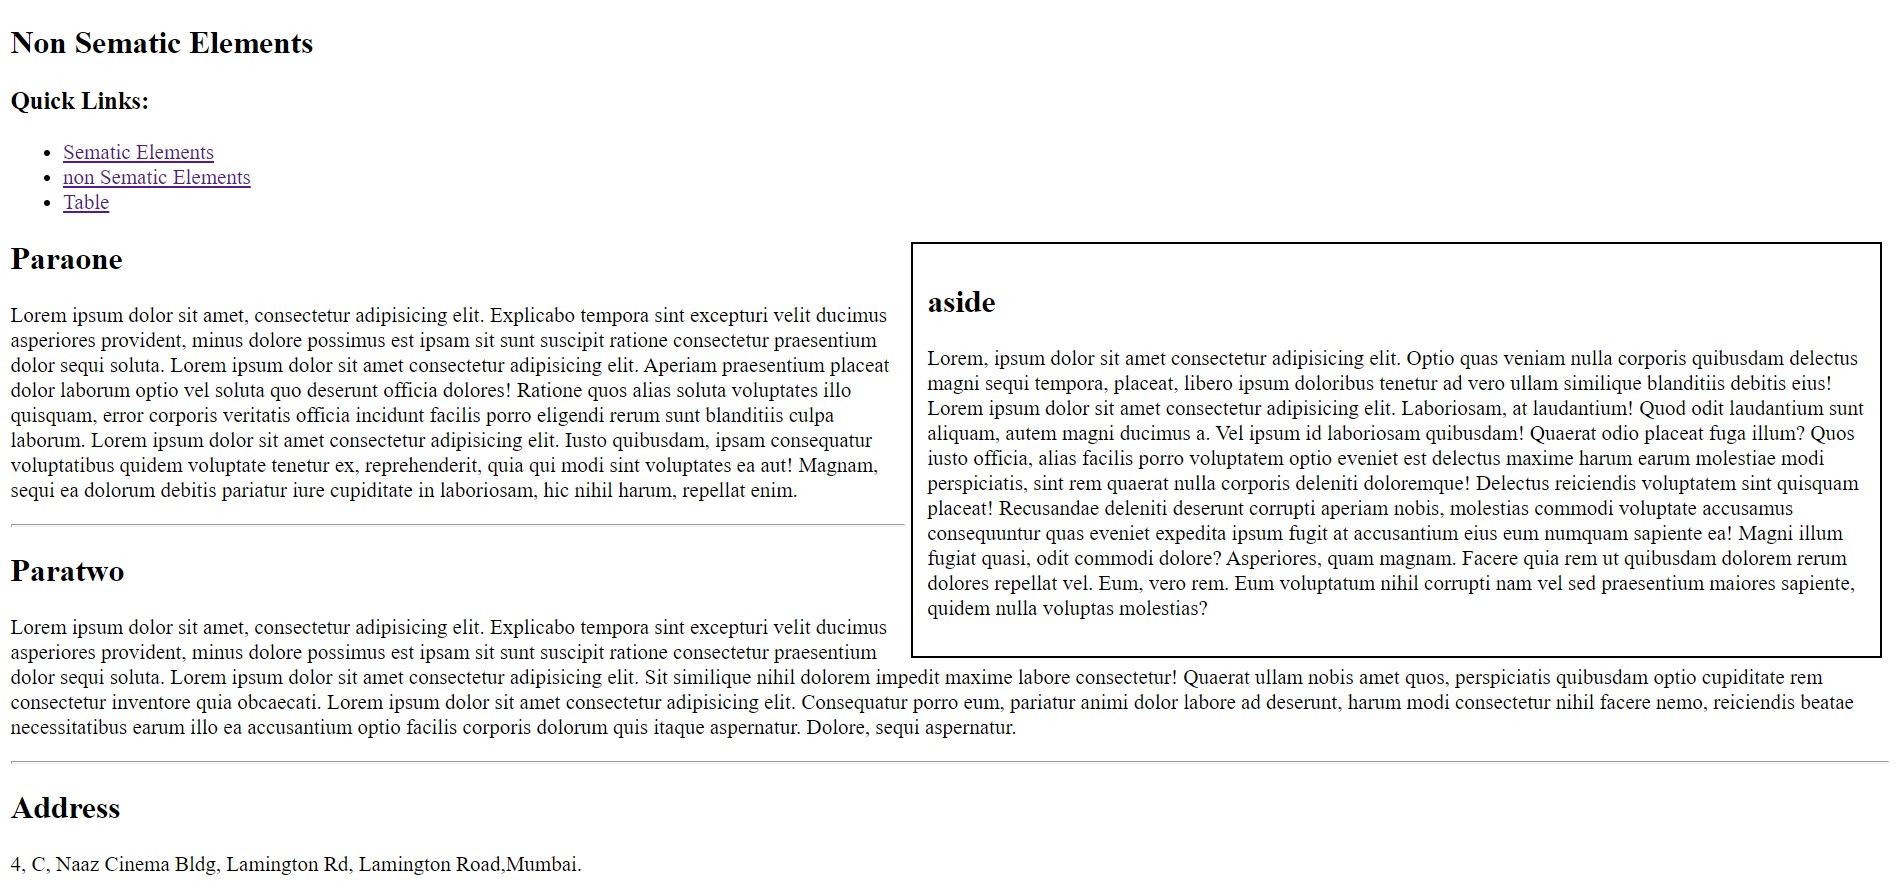 Non Sematic Elements
Quick Links:
Sematic Elements
non Sematic Elements
Table
Paraone
Lorem ipsum dolor sit amet, consectetur adipisicing elit. Explicabo tempora sint excepturi velit ducimus
asperiores provident, minus dolore possimus est ipsam sit sunt suscipit ratione consectetur praesentium
dolor sequi soluta. Lorem ipsum dolor sit amet consectetur adipisicing elit. Aperiam praesentium placeat
dolor laborum optio vel soluta quo deserunt officia dolores! Ratione quos alias soluta voluptates illo
quisquam, error corporis veritatis officia incidunt facilis porro eligendi rerum sunt blanditiis culpa
laborum. Lorem ipsum dolor sit amet consectetur adipisicing elit. Iusto quibusdam, ipsam consequatur
voluptatibus quidem voluptate tenetur ex, reprehenderit, quia qui modi sint voluptates ea aut! Magnam,
sequi ea dolorum debitis pariatur iure cupiditate in laboriosam, hic nihil harum, repellat enim.
aside
Lorem, ipsum dolor sit amet consectetur adipisicing elit. Optio quas veniam nulla corporis quibusdam delectus
magni sequi tempora, placeat, libero ipsum doloribus tenetur ad vero ullam similique blanditiis debitis eius!
Lorem ipsum dolor sit amet consectetur adipisicing elit. Laboriosam, at laudantium! Quod odit laudantium sunt
aliquam, autem magni ducimus a. Vel ipsum id laboriosam quibusdam! Quaerat odio placeat fuga illum? Quos
iusto officia, alias facilis porro voluptatem optio eveniet est delectus maxime harum earum molestiae modi
perspiciatis, sint rem quaerat nulla corporis deleniti doloremque! Delectus reiciendis voluptatem sint quisquam
placeat! Recusandae deleniti deserunt corrupti aperiam nobis, molestias commodi voluptate accusamus
consequuntur quas eveniet expedita ipsum fugit at accusantium eius eum numquam sapiente ea! Magni illum
fugiat quasi, odit commodi dolore? Asperiores, quam magnam. Facere quia rem ut quibusdam dolorem rerum
dolores repellat vel. Eum, vero rem. Eum voluptatum nihil corrupti nam vel sed praesentium maiores sapiente,
quidem nulla voluptas molestias?
Paratwo
Lorem ipsum dolor sit amet, consectetur adipisicing elit. Explicabo tempora sint excepturi velit ducimus
asperiores provident, minus dolore possimus est ipsam sit sunt suscipit ratione consectetur praesentium
dolor sequi soluta. Lorem ipsum dolor sit amet consectetur adipisicing elit. Sit similique nihil dolorem impedit maxime labore consectetur! Quaerat ullam nobis amet quos, perspiciatis quibusdam optio cupiditate rem
consectetur inventore quia obcaecati. Lorem ipsum dolor sit amet consectetur adipisicing elit. Consequatur porro eum, pariatur animi dolor labore ad deserunt, harum modi consectetur nihil facere nemo, reiciendis beatae
necessitatibus earum illo ea accusantium optio facilis corporis dolorum quis itaque aspernatur. Dolore, sequi aspernatur.
Address
4, C, Naaz Cinema Bldg, Lamington Rd, Lamington Road,Mumbai.